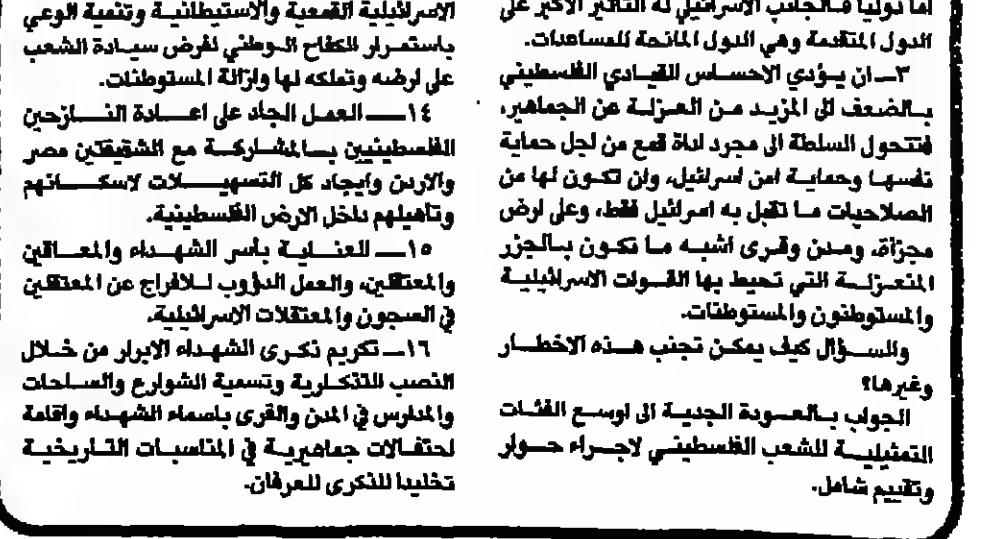 اما دوليا فالجانب الاسرائيلي له التأثير الاكبر على
الدول المتقدمة وهي الدول المانحة للمساعدات.
٣ـ ان يؤدي الاحساس القيادي الفلسطيني
بالضعف الى المزيد من العزلة عن الجماهير،
فتتحول السلطة الى مجرد اداة قمع من اجل حماية
نفسها وحماية امن اسرائيل، وان تكون لها من
الصلاحيات ما تقبل به اسرائيل فقط، وعلى ارض
مجزأة، ومدن وقرى اشبه ما تكون بالجزر
المنعزلة التي تحيط بها القوات الاسرائيلية
والمستوطنون والمستوطنات.
والسؤال كيف يمكن تجنب هذه الاخطار
وغيرها؟
الجواب بالعودة الجدية الى اوسع الفئات
التمثيلية للشعب الفلسطيني لاجراء حوار
وتقييم شامل.
الاسرائيلية القمعية والاستيطانية وتنمية الوعي
باستمرار الكفاح الوطني لفرض سيادة الشعب
على ارضه وتملكه لها وازالة المستوطنات.
١٤ـ العمل الجاد على اعادة النازحين
الفلسطينيين بالمشاركة مع الشقيقتين مصر
والاردن وايجاد كل التسهيلات لاسكانهم
وتأهيلهم داخل الارض الفلسطينية.
١٥ـ العناية بأسر الشهداء والمعاقين
والمعتقلين، والعمل الدؤوب للافراج عن المعتقلين
في السجون والمعتقلات الاسرائيلية.
١٦ـ تكريم ذكرى الشهداء الابرار من خلال
النصب التذكارية وتسمية الشوارع والساحات
والمدارس في المدن والقرى باسماء الشهداء واقامة
احتفالات جماهيرية في المناسبات التاريخية
تخليدا للذكرى للعرفان.